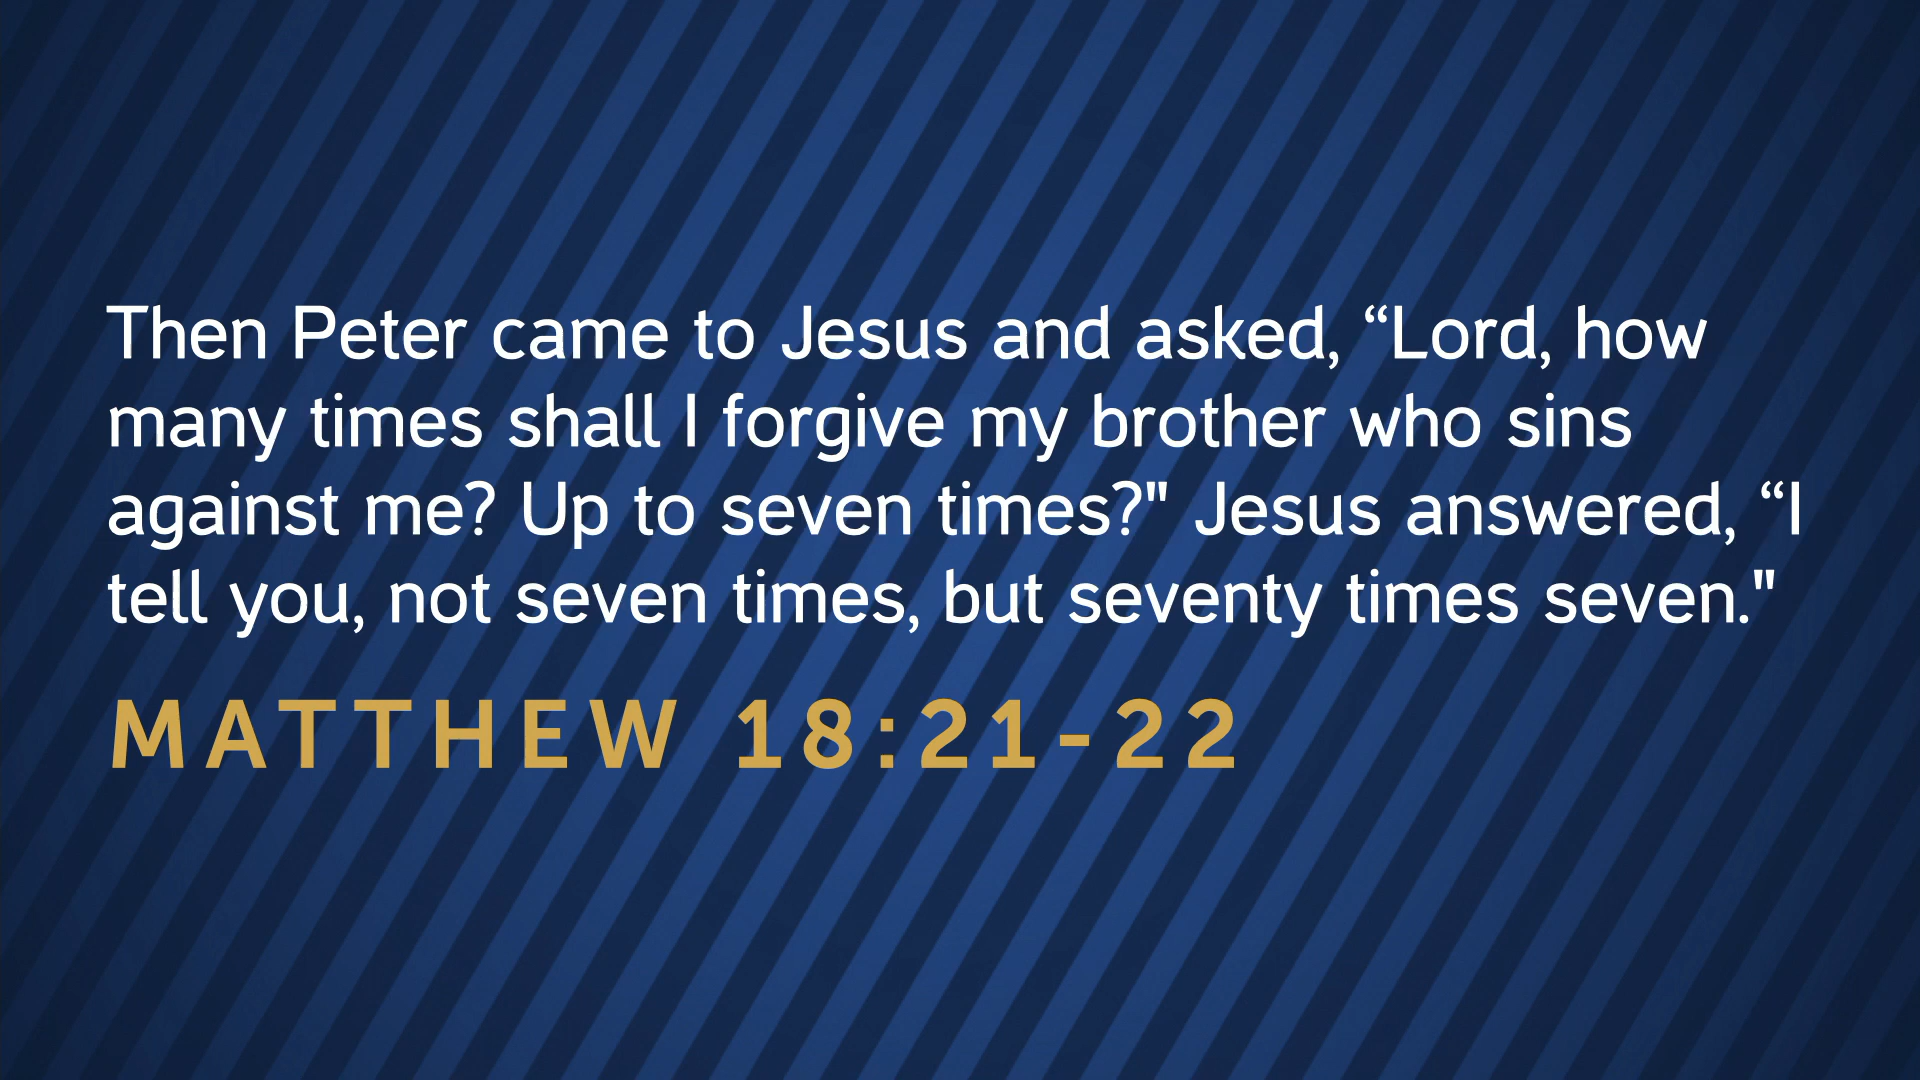 Then Peter came to Jesus and asked, “Lord, how
many times shall I forgive my brother who sins
against me? Up to seven times?" Jesus answered, “I
tell you, not seven times, but seventy times seven."
MATTHEW 18:21-22